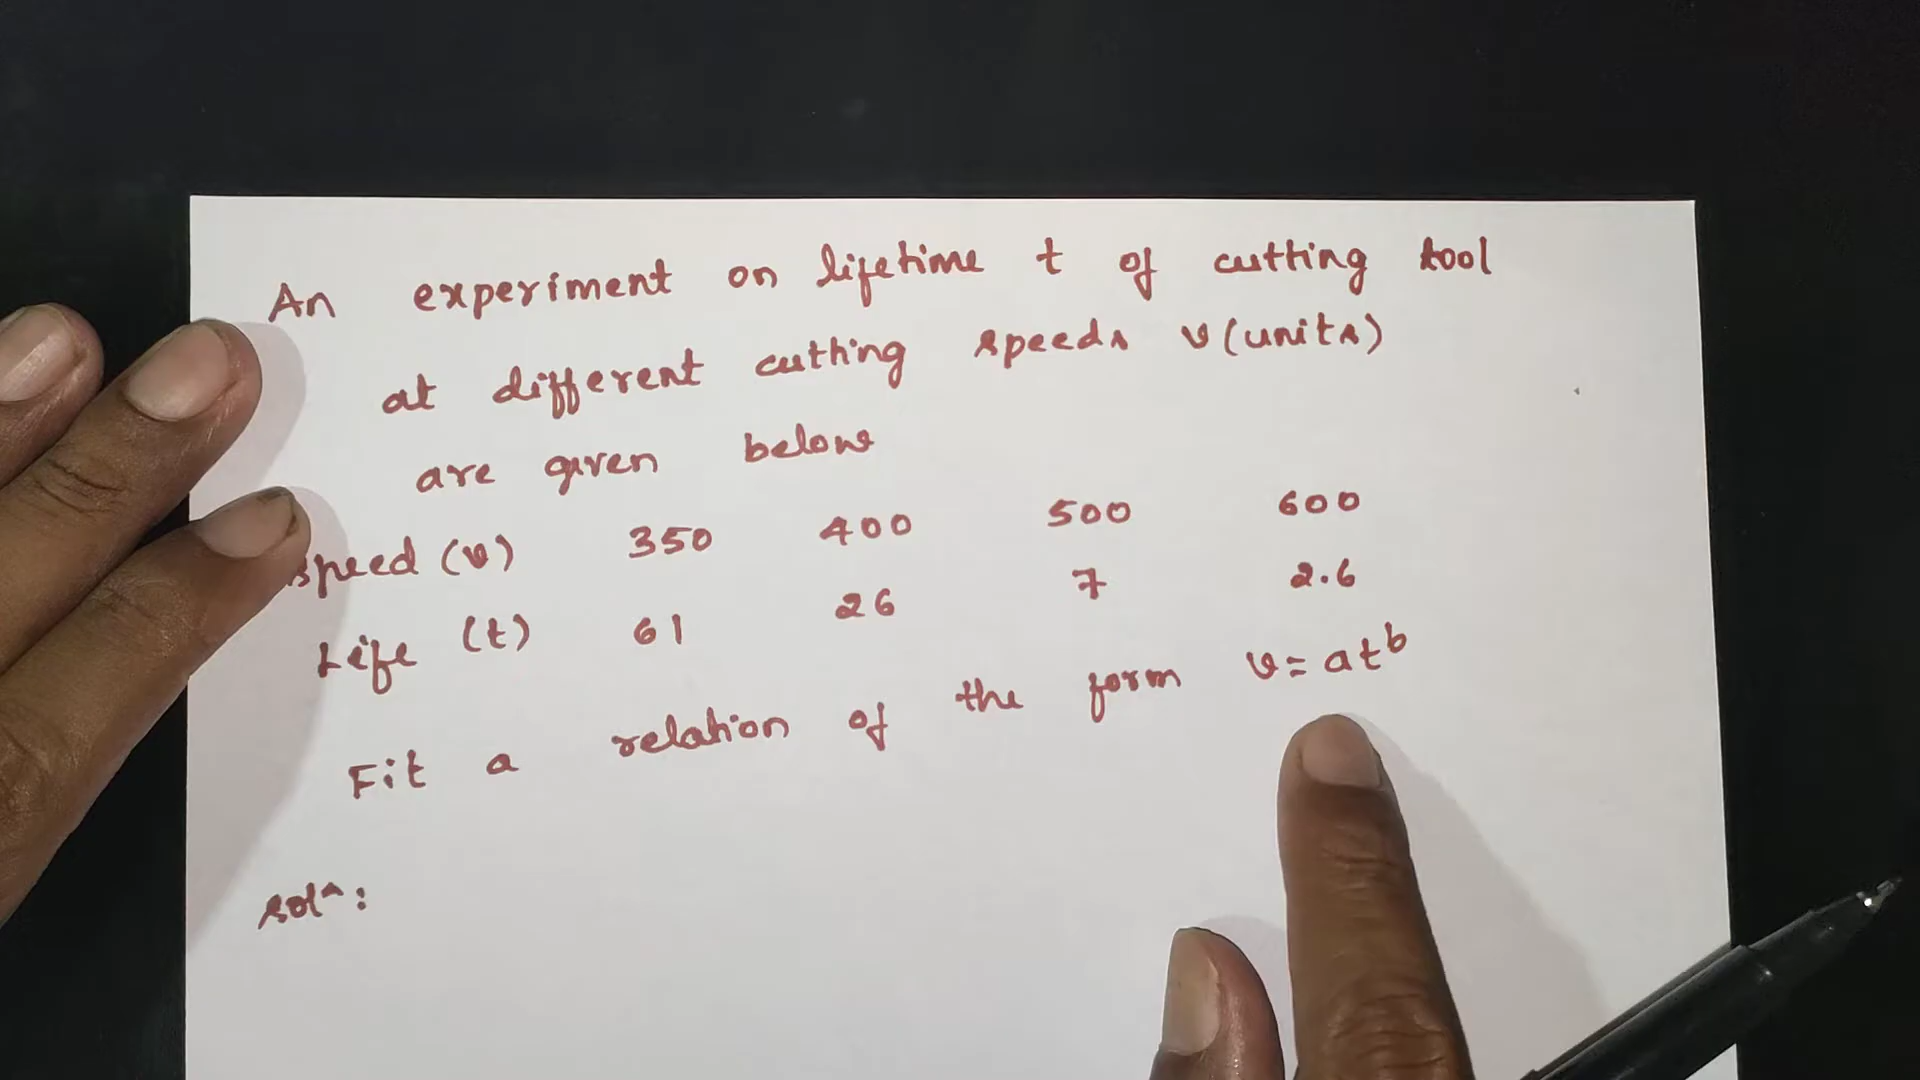 An experiment on lifetime t of cutting tool
at different cutting speeds v (units)
are given below
speed (v) 350 400 500 600
Life (t) 61 26 7 2.6
Fit a relation of the form v = at^b
solⁿ: